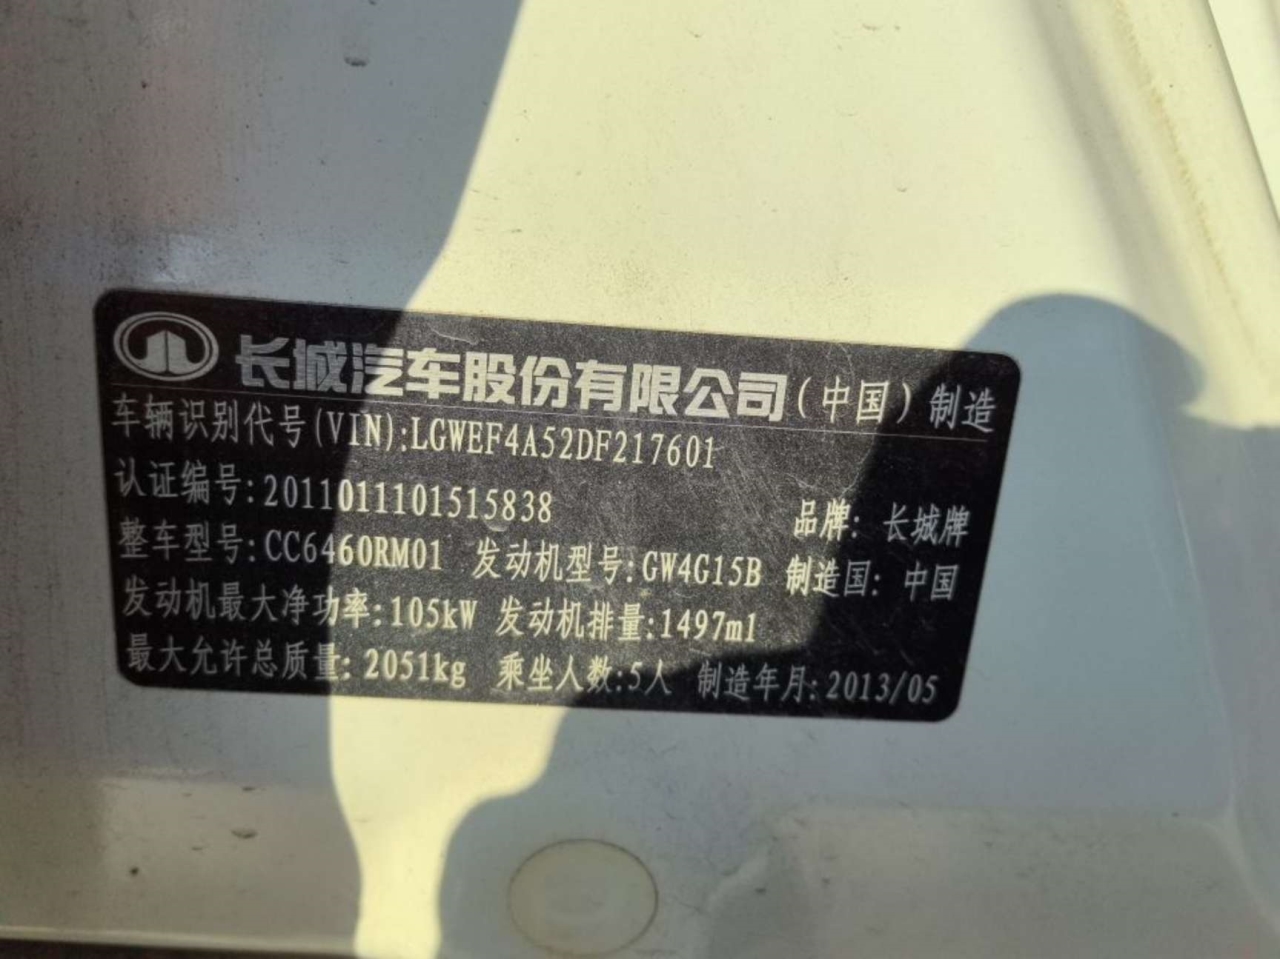 长城汽车股份有限公司(中国)制造
车辆识别代号(VIN):LGWEF4A52DF217601
认证编号:2011011101515838 品牌:长城牌
整车型号:CC6460RM01 发动机型号:GW4G15B 制造国:中国
发动机最大净功率:105kW 发动机排量:1497ml
最大允许总质量:2051kg 乘坐人数:5人 制造年月:2013/05